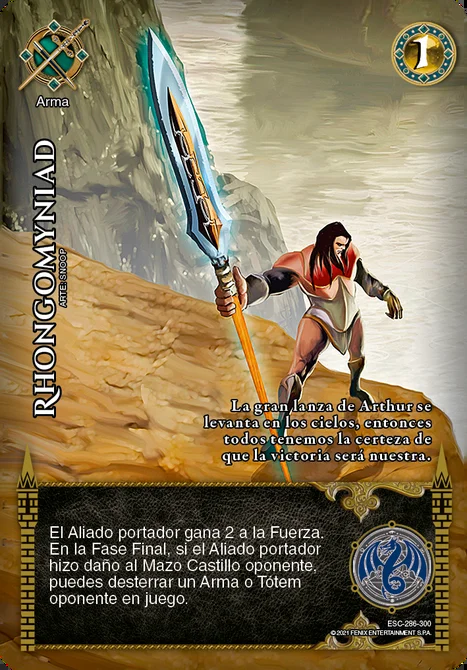 1
Arma
RHONGOMYNIAD
ARTE: SNOOP
La gran lanza de Arthur se
levanta en los cielos, entonces
todos tenemos la certeza de
que la victoria será nuestra.
El Aliado portador gana 2 a la Fuerza.
En la Fase Final, si el Aliado portador
hizo daño al Mazo Castillo oponente,
puedes desterrar un Arma o Tótem
oponente en juego.
ESC-286-300
©2021 FENIX ENTERTAINMENT S.P.A.